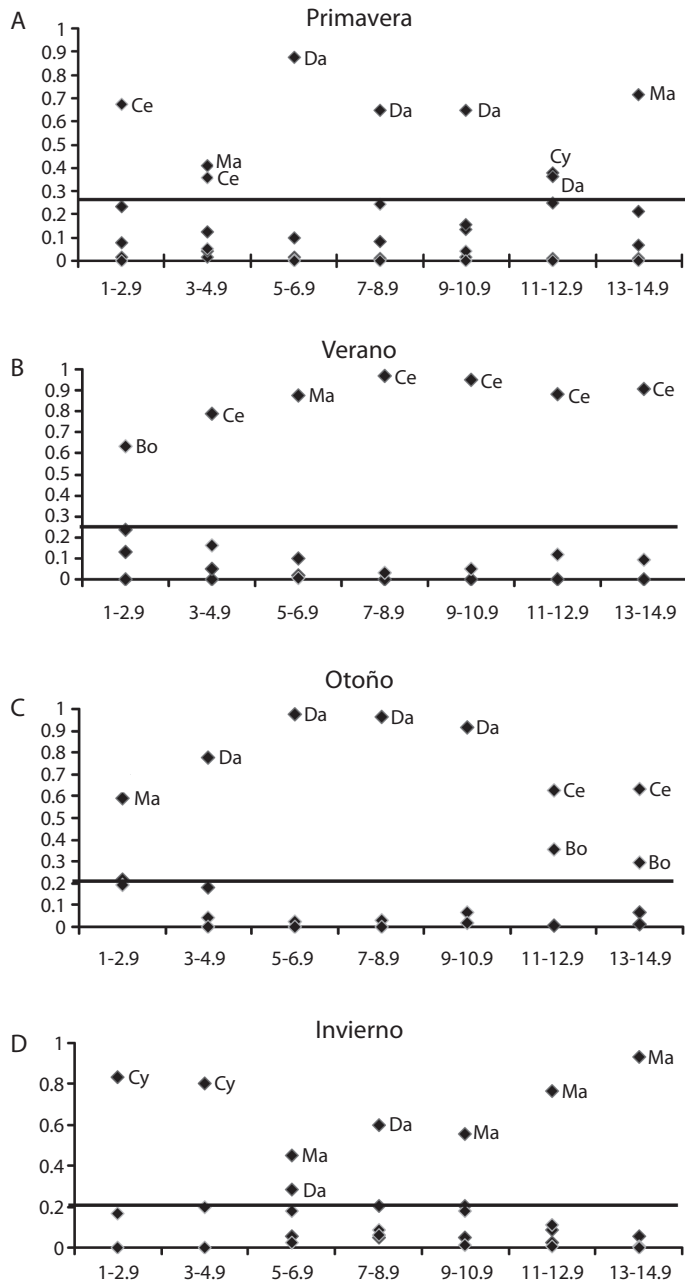 A
Primavera
1
0.9
0.8
0.7
0.6
0.5
0.4
0.3
0.2
0.1
0
Ce
Ma
Ce
Da
Da
Da
Cy
Da
Ma
1-2.9 3-4.9 5-6.9 7-8.9 9-10.9 11-12.9 13-14.9
B
Verano
1
0.9
0.8
0.7
0.6
0.5
0.4
0.3
0.2
0.1
0
Bo
Ce
Ma
Ce
Ce
Ce
Ce
1-2.9 3-4.9 5-6.9 7-8.9 9-10.9 11-12.9 13-14.9
C
Otoño
1
0.9
0.8
0.7
0.6
0.5
0.4
0.3
0.2
0.1
0
Ma
Da
Da
Da
Da
Ce
Bo
Ce
Bo
1-2.9 3-4.9 5-6.9 7-8.9 9-10.9 11-12.9 13-14.9
D
Invierno
1
0.8
0.6
0.4
0.2
0
Cy
Cy
Ma
Da
Da
Ma
Ma
Ma
1-2.9 3-4.9 5-6.9 7-8.9 9-10.9 11-12.9 13-14.9